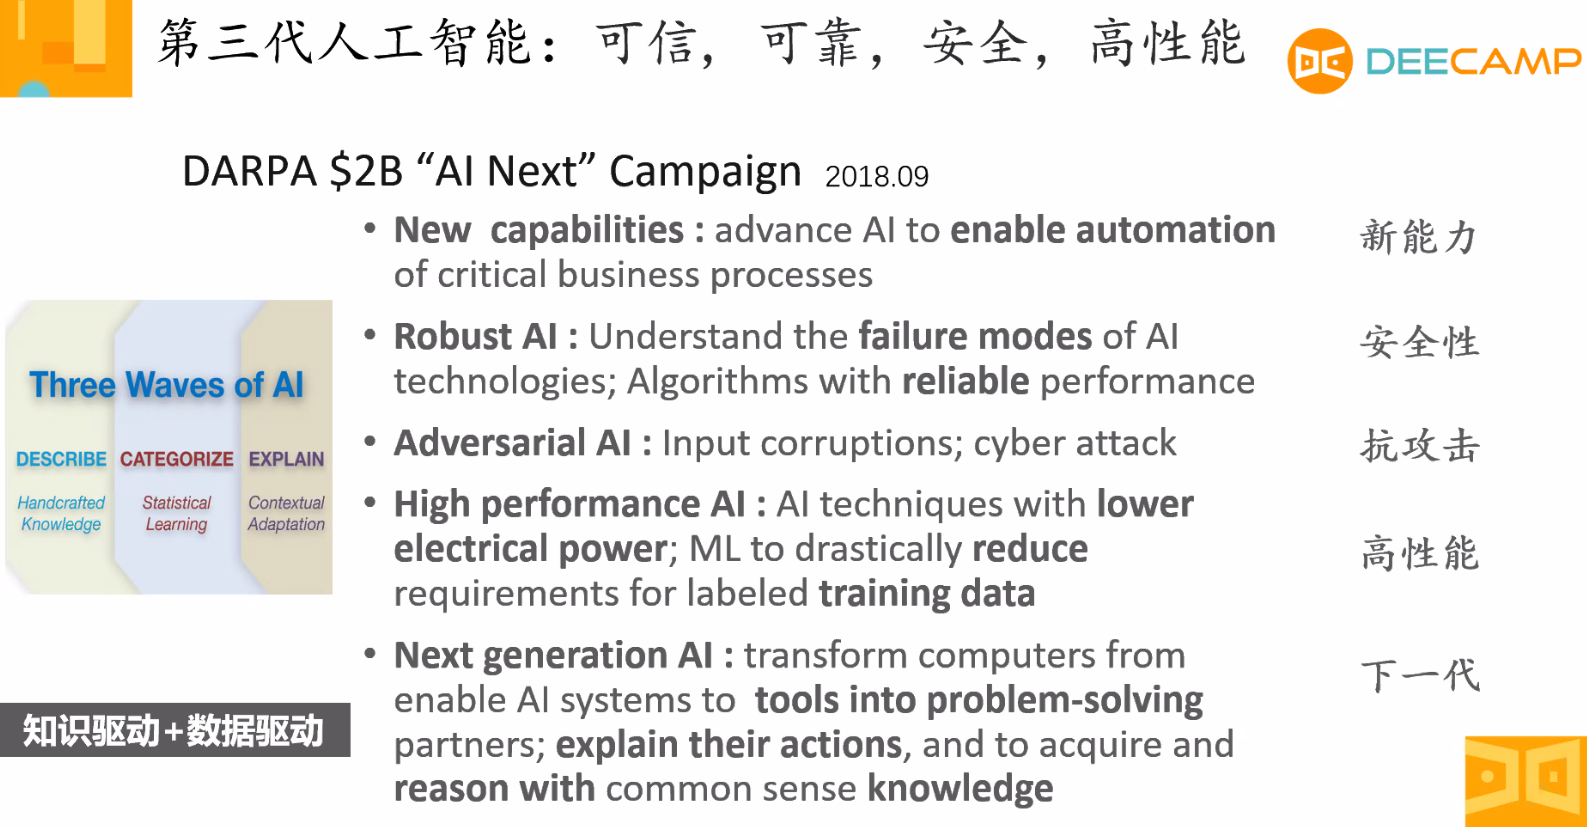 第三代人工智能：可信，可靠，安全，高性能
DEECAMP
DARPA $2B “AI Next” Campaign 2018.09
• New capabilities : advance AI to enable automation
of critical business processes
新能力
• Robust AI : Understand the failure modes of AI
technologies; Algorithms with reliable performance
安全性
• Adversarial AI : Input corruptions; cyber attack
抗攻击
• High performance AI : AI techniques with lower
electrical power; ML to drastically reduce
requirements for labeled training data
高性能
• Next generation AI : transform computers from
enable AI systems to tools into problem-solving
partners; explain their actions, and to acquire and
reason with common sense knowledge
下一代
Three Waves of AI
DESCRIBE CATEGORIZE EXPLAIN
Handcrafted Statistical Contextual
Knowledge Learning Adaptation
知识驱动+数据驱动